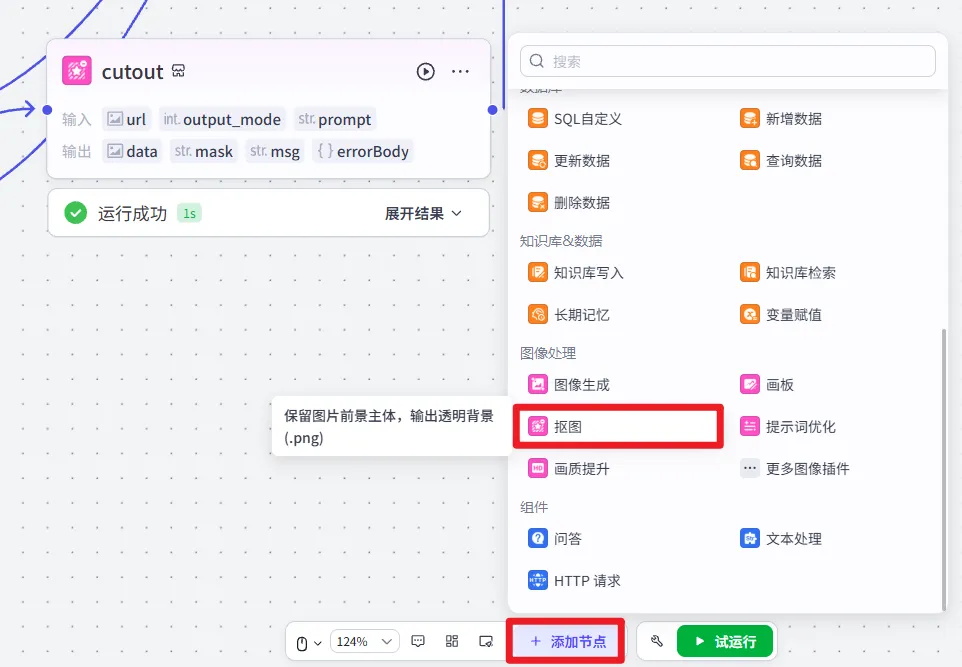 cutout
输入 url int. output_mode str. prompt
输出 data str. mask str. msg { } errorBody
运行成功 1s 展开结果
搜索
数据库
SQL自定义 新增数据
更新数据 查询数据
删除数据
知识库&数据
知识库写入 知识库检索
长期记忆 变量赋值
图像处理
图像生成 画板
保留图片前景主体，输出透明背景
(.png)
抠图 提示词优化
HD 画质提升 更多图像插件
组件
问答 文本处理
HTTP HTTP 请求
124% + 添加节点 试运行